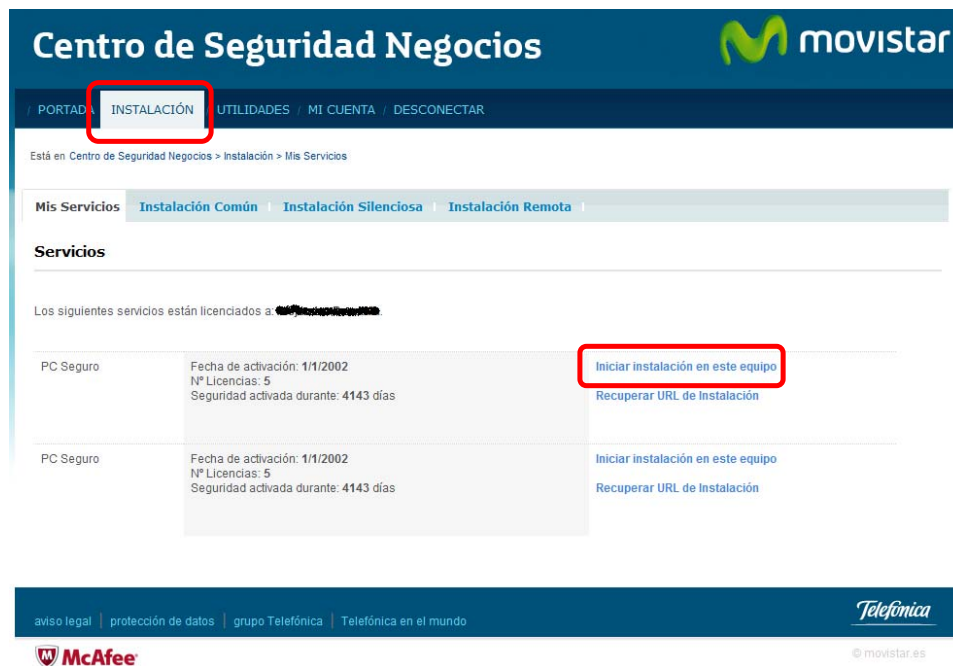 Centro de Seguridad Negocios
movistar
/ PORTADA INSTALACIÓN / UTILIDADES / MI CUENTA / DESCONECTAR
Está en Centro de Seguridad Negocios > Instalación > Mis Servicios
Mis Servicios Instalación Común Instalación Silenciosa Instalación Remota
Servicios
Los siguientes servicios están licenciados a:
PC Seguro Fecha de activación: 1/1/2002 Iniciar instalación en este equipo
Nº Licencias: 5
Seguridad activada durante: 4143 días Recuperar URL de Instalación
PC Seguro Fecha de activación: 1/1/2002 Iniciar instalación en este equipo
Nº Licencias: 5
Seguridad activada durante: 4143 días Recuperar URL de Instalación
aviso legal | protección de datos | grupo Telefónica | Telefónica en el mundo Telefónica
McAfee © movistar.es